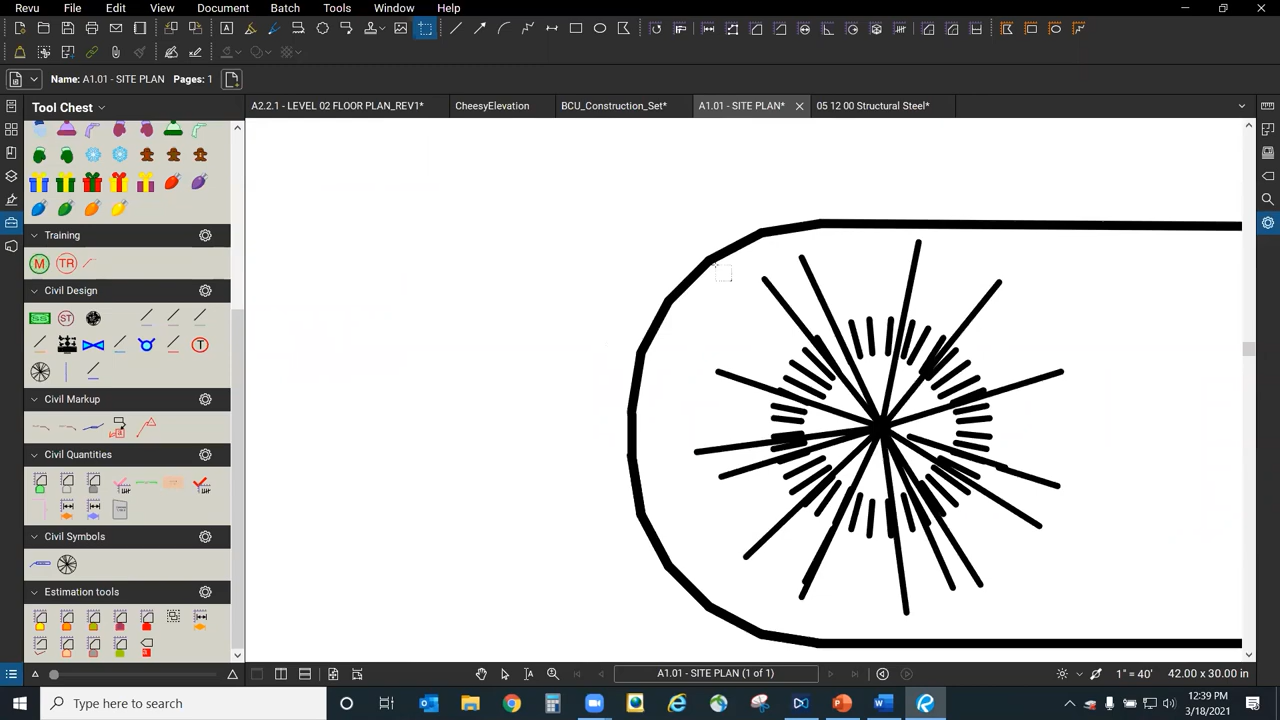 Revu File Edit View Document Batch Tools Window Help
Name: A1.01 - SITE PLAN Pages: 1
Tool Chest
A2.2.1 - LEVEL 02 FLOOR PLAN_REV1* CheesyElevation BCU_Construction_Set* A1.01 - SITE PLAN* 05 12 00 Structural Steel*
Training
M TR
Civil Design
ST
T
Civil Markup
Civil Quantities
Civil Symbols
Estimation tools
A1.01 - SITE PLAN (1 of 1) 1" = 40' 42.00 x 30.00 in
Type here to search
12:39 PM
3/18/2021